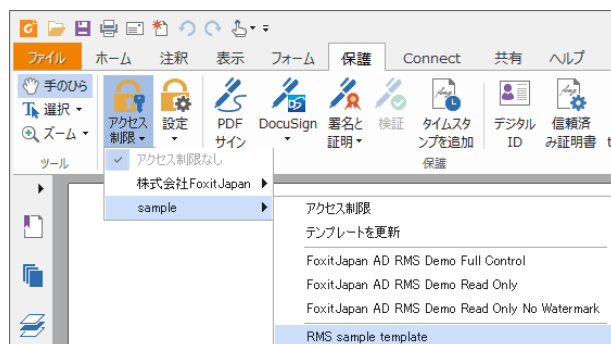 ファイル ホーム 注釈 表示 フォーム 保護 Connect 共有 ヘルプ
手のひら
選択
ズーム
ツール
アクセス
制限
設定
PDF
サイン
DocuSign
署名と
証明
検証
タイムスタ
ンプを追加
デジタル
ID
信頼済
み証明書
保護
アクセス制限なし
株式会社FoxitJapan
sample
アクセス制限
テンプレートを更新
FoxitJapan AD RMS Demo Full Control
FoxitJapan AD RMS Demo Read Only
FoxitJapan AD RMS Demo Read Only No Watermark
RMS sample template